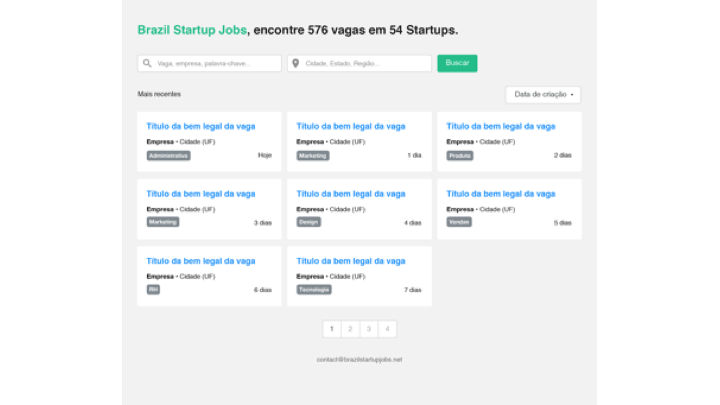 Brazil Startup Jobs, encontre 576 vagas em 54 Startups.
Vaga, empresa, palavra-chave...
Cidade, Estado, Região...
Buscar
Mais recentes
Data de criação
Título da bem legal da vaga
Empresa • Cidade (UF)
Administrativo
Hoje
Título da bem legal da vaga
Empresa • Cidade (UF)
Marketing
1 dia
Título da bem legal da vaga
Empresa • Cidade (UF)
Produto
2 dias
Título da bem legal da vaga
Empresa • Cidade (UF)
Marketing
3 dias
Título da bem legal da vaga
Empresa • Cidade (UF)
Design
4 dias
Título da bem legal da vaga
Empresa • Cidade (UF)
Vendas
5 dias
Título da bem legal da vaga
Empresa • Cidade (UF)
RH
6 dias
Título da bem legal da vaga
Empresa • Cidade (UF)
Tecnologia
7 dias
1 2 3 4
contact@brazilstartupjobs.net